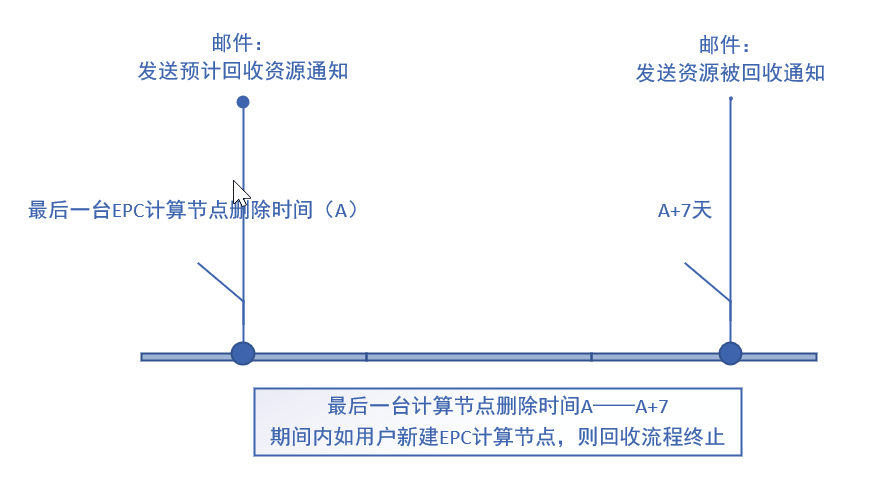 邮件：
发送预计回收资源通知
邮件：
发送资源被回收通知
最后一台EPC计算节点删除时间（A）
A+7天
最后一台计算节点删除时间A——A+7
期间内如用户新建EPC计算节点，则回收流程终止